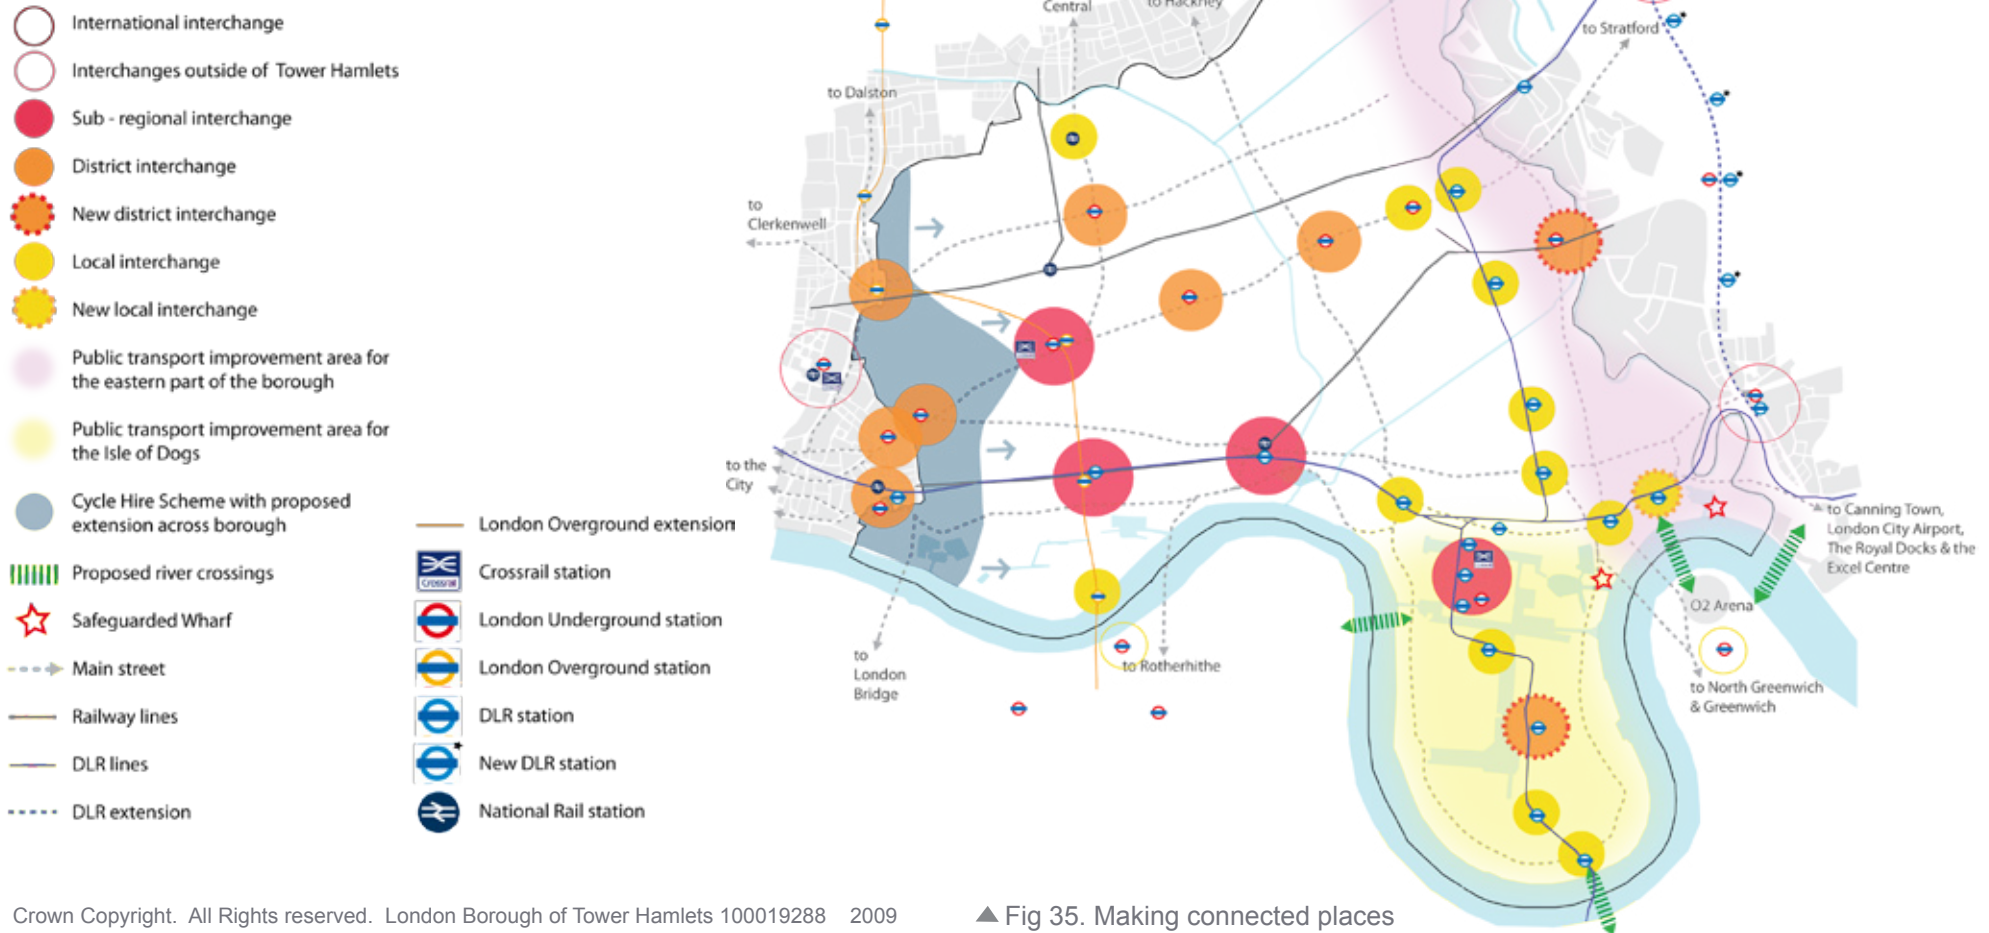 International interchange
Interchanges outside of Tower Hamlets
Sub - regional interchange
District interchange
New district interchange
Local interchange
New local interchange
Public transport improvement area for
the eastern part of the borough
Public transport improvement area for
the Isle of Dogs
Cycle Hire Scheme with proposed
extension across borough
Proposed river crossings
Safeguarded Wharf
Main street
Railway lines
DLR lines
DLR extension
London Overground extension
Crossrail
Crossrail station
London Underground station
London Overground station
DLR station
New DLR station
National Rail station
Central
to Hackney
to Stratford
to Dalston
to
Clerkenwell
to the
City
to
London
Bridge
to Rotherhithe
to Canning Town,
London City Airport,
The Royal Docks & the
Excel Centre
O2 Arena
to North Greenwich
& Greenwich
Crown Copyright. All Rights reserved. London Borough of Tower Hamlets 100019288 2009
Fig 35. Making connected places